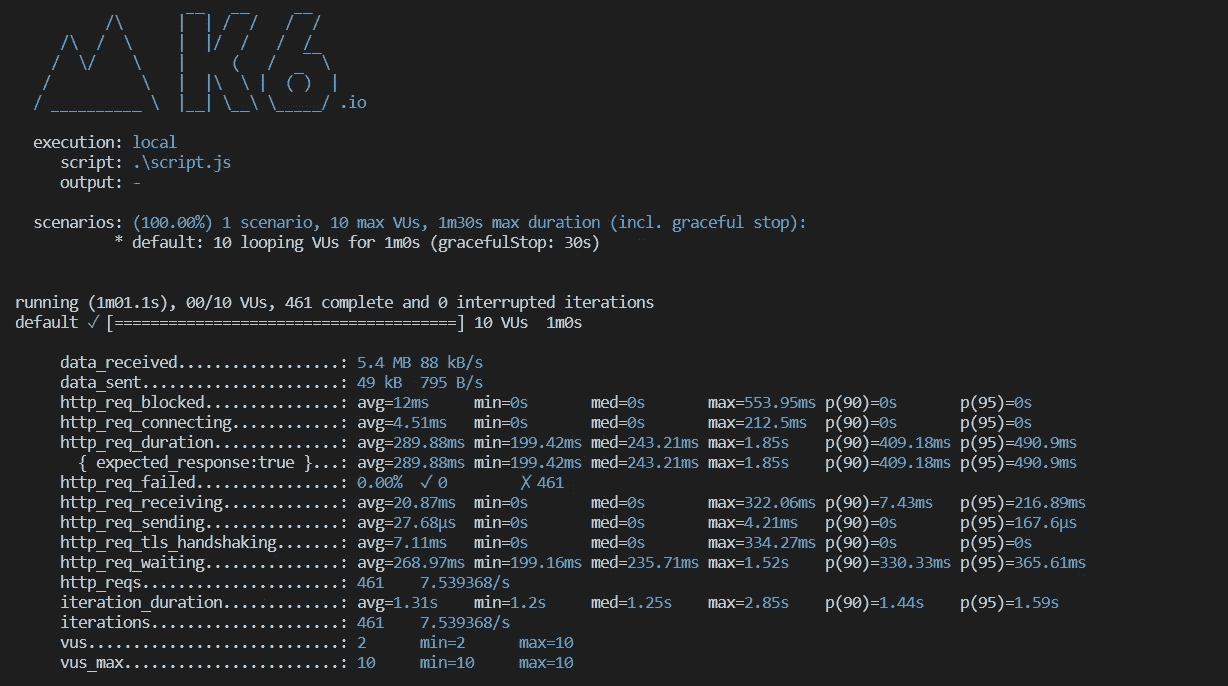 /\      |‾‾| /‾‾/   /‾‾/
     /\  /  \     |  |/  /   /  /
    /  \/    \    |     (   /   ‾‾\
   /          \   |  |\  \ |  (‾)  |
  / __________ \  |__| \__\ \_____/ .io
execution: local
script: .\script.js
output: -
scenarios: (100.00%) 1 scenario, 10 max VUs, 1m30s max duration (incl. graceful stop):
* default: 10 looping VUs for 1m0s (gracefulStop: 30s)
running (1m01.1s), 00/10 VUs, 461 complete and 0 interrupted iterations
default ✓ [======================================] 10 VUs  1m0s
data_received..................: 5.4 MB 88 kB/s
data_sent......................: 49 kB  795 B/s
http_req_blocked...............: avg=12ms     min=0s       med=0s       max=553.95ms p(90)=0s       p(95)=0s
http_req_connecting............: avg=4.51ms   min=0s       med=0s       max=212.5ms  p(90)=0s       p(95)=0s
http_req_duration..............: avg=289.88ms min=199.42ms med=243.21ms max=1.85s    p(90)=409.18ms p(95)=490.9ms
{ expected_response:true }...: avg=289.88ms min=199.42ms med=243.21ms max=1.85s    p(90)=409.18ms p(95)=490.9ms
http_req_failed................: 0.00%  ✓ 0        ✗ 461
http_req_receiving.............: avg=20.87ms  min=0s       med=0s       max=322.06ms p(90)=7.43ms   p(95)=216.89ms
http_req_sending...............: avg=27.68µs  min=0s       med=0s       max=4.21ms   p(90)=0s       p(95)=167.6µs
http_req_tls_handshaking.......: avg=7.11ms   min=0s       med=0s       max=334.27ms p(90)=0s       p(95)=0s
http_req_waiting...............: avg=268.97ms min=199.16ms med=235.71ms max=1.52s    p(90)=330.33ms p(95)=365.61ms
http_reqs......................: 461    7.539368/s
iteration_duration.............: avg=1.31s    min=1.2s     med=1.25s    max=2.85s    p(90)=1.44s    p(95)=1.59s
iterations.....................: 461    7.539368/s
vus............................: 2      min=2      max=10
vus_max........................: 10     min=10     max=10